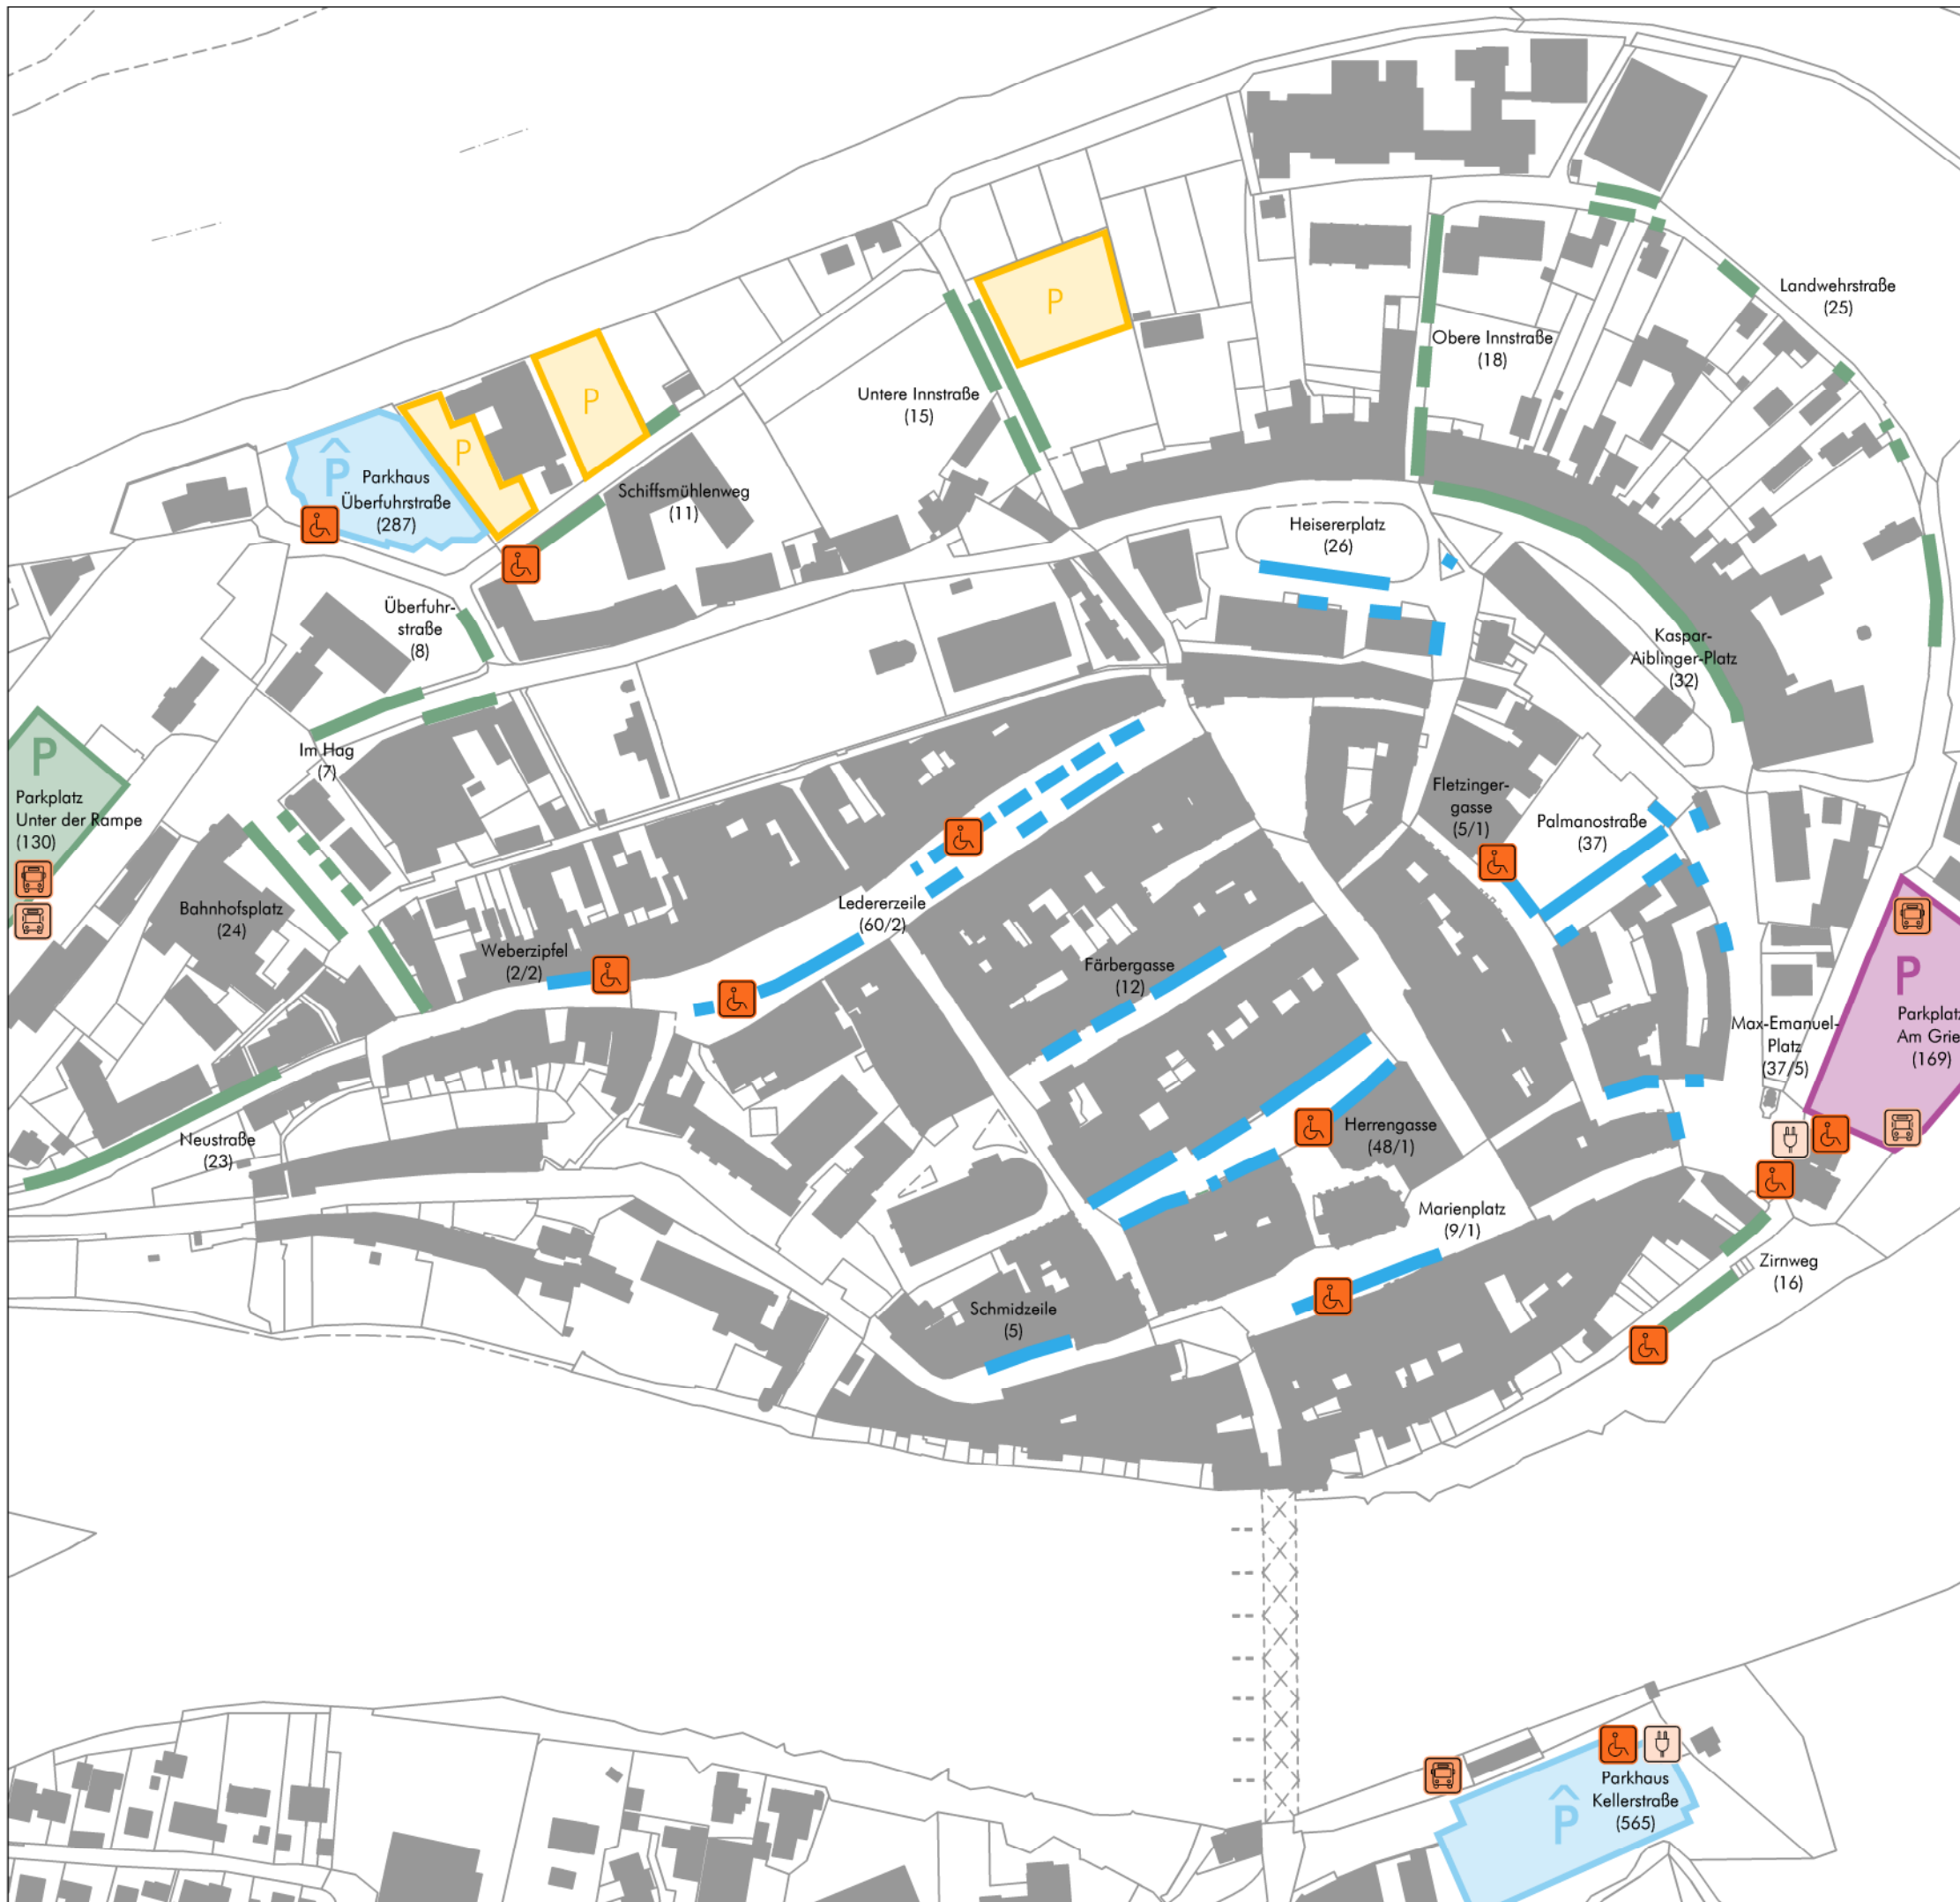 Landwehrstraße
(25)
Obere Innstraße
(18)
P
Untere Innstraße
(15)
P
P
P
Parkhaus
Überfuhrstraße
(287)
Schiffsmühlenweg
(11)
Heisererplatz
(26)
Überfuhr-
straße
(8)
Kaspar-
Aiblinger-Platz
(32)
Im Hag
(7)
P
Parkplatz
Unter der Rampe
(130)
Fletzinger-
gasse
(5/1)
Palmanostraße
(37)
Bahnhofsplatz
(24)
Ledererzeile
(60/2)
Weberzipfel
(2/2)
Färbergasse
(12)
P
Parkplatz
Am Grie
(169)
Max-Emanuel-
Platz
(37/5)
Neustraße
(23)
Herrengasse
(48/1)
Marienplatz
(9/1)
Zirnweg
(16)
Schmidzeile
(5)
P
Parkhaus
Kellerstraße
(565)